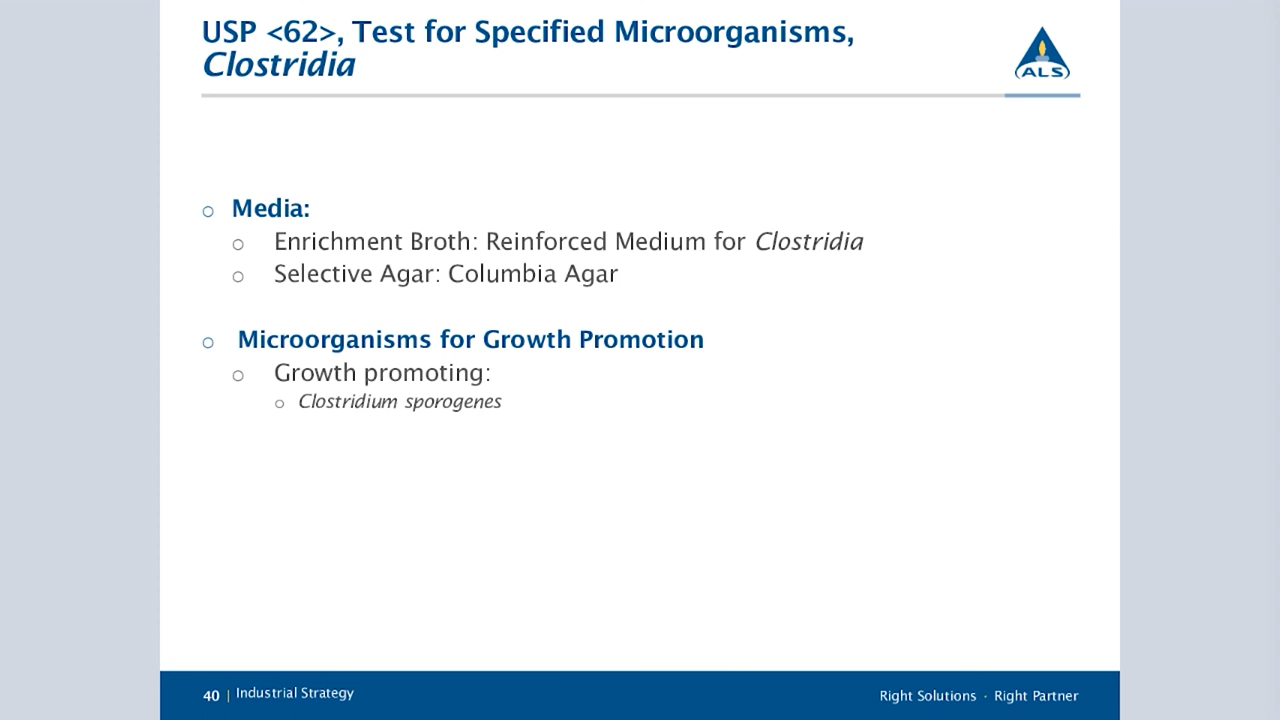 USP <62>, Test for Specified Microorganisms,
Clostridia
ALS
○ Media:
○ Enrichment Broth: Reinforced Medium for Clostridia
○ Selective Agar: Columbia Agar
○ Microorganisms for Growth Promotion
○ Growth promoting:
○ Clostridium sporogenes
40 | Industrial Strategy
Right Solutions · Right Partner